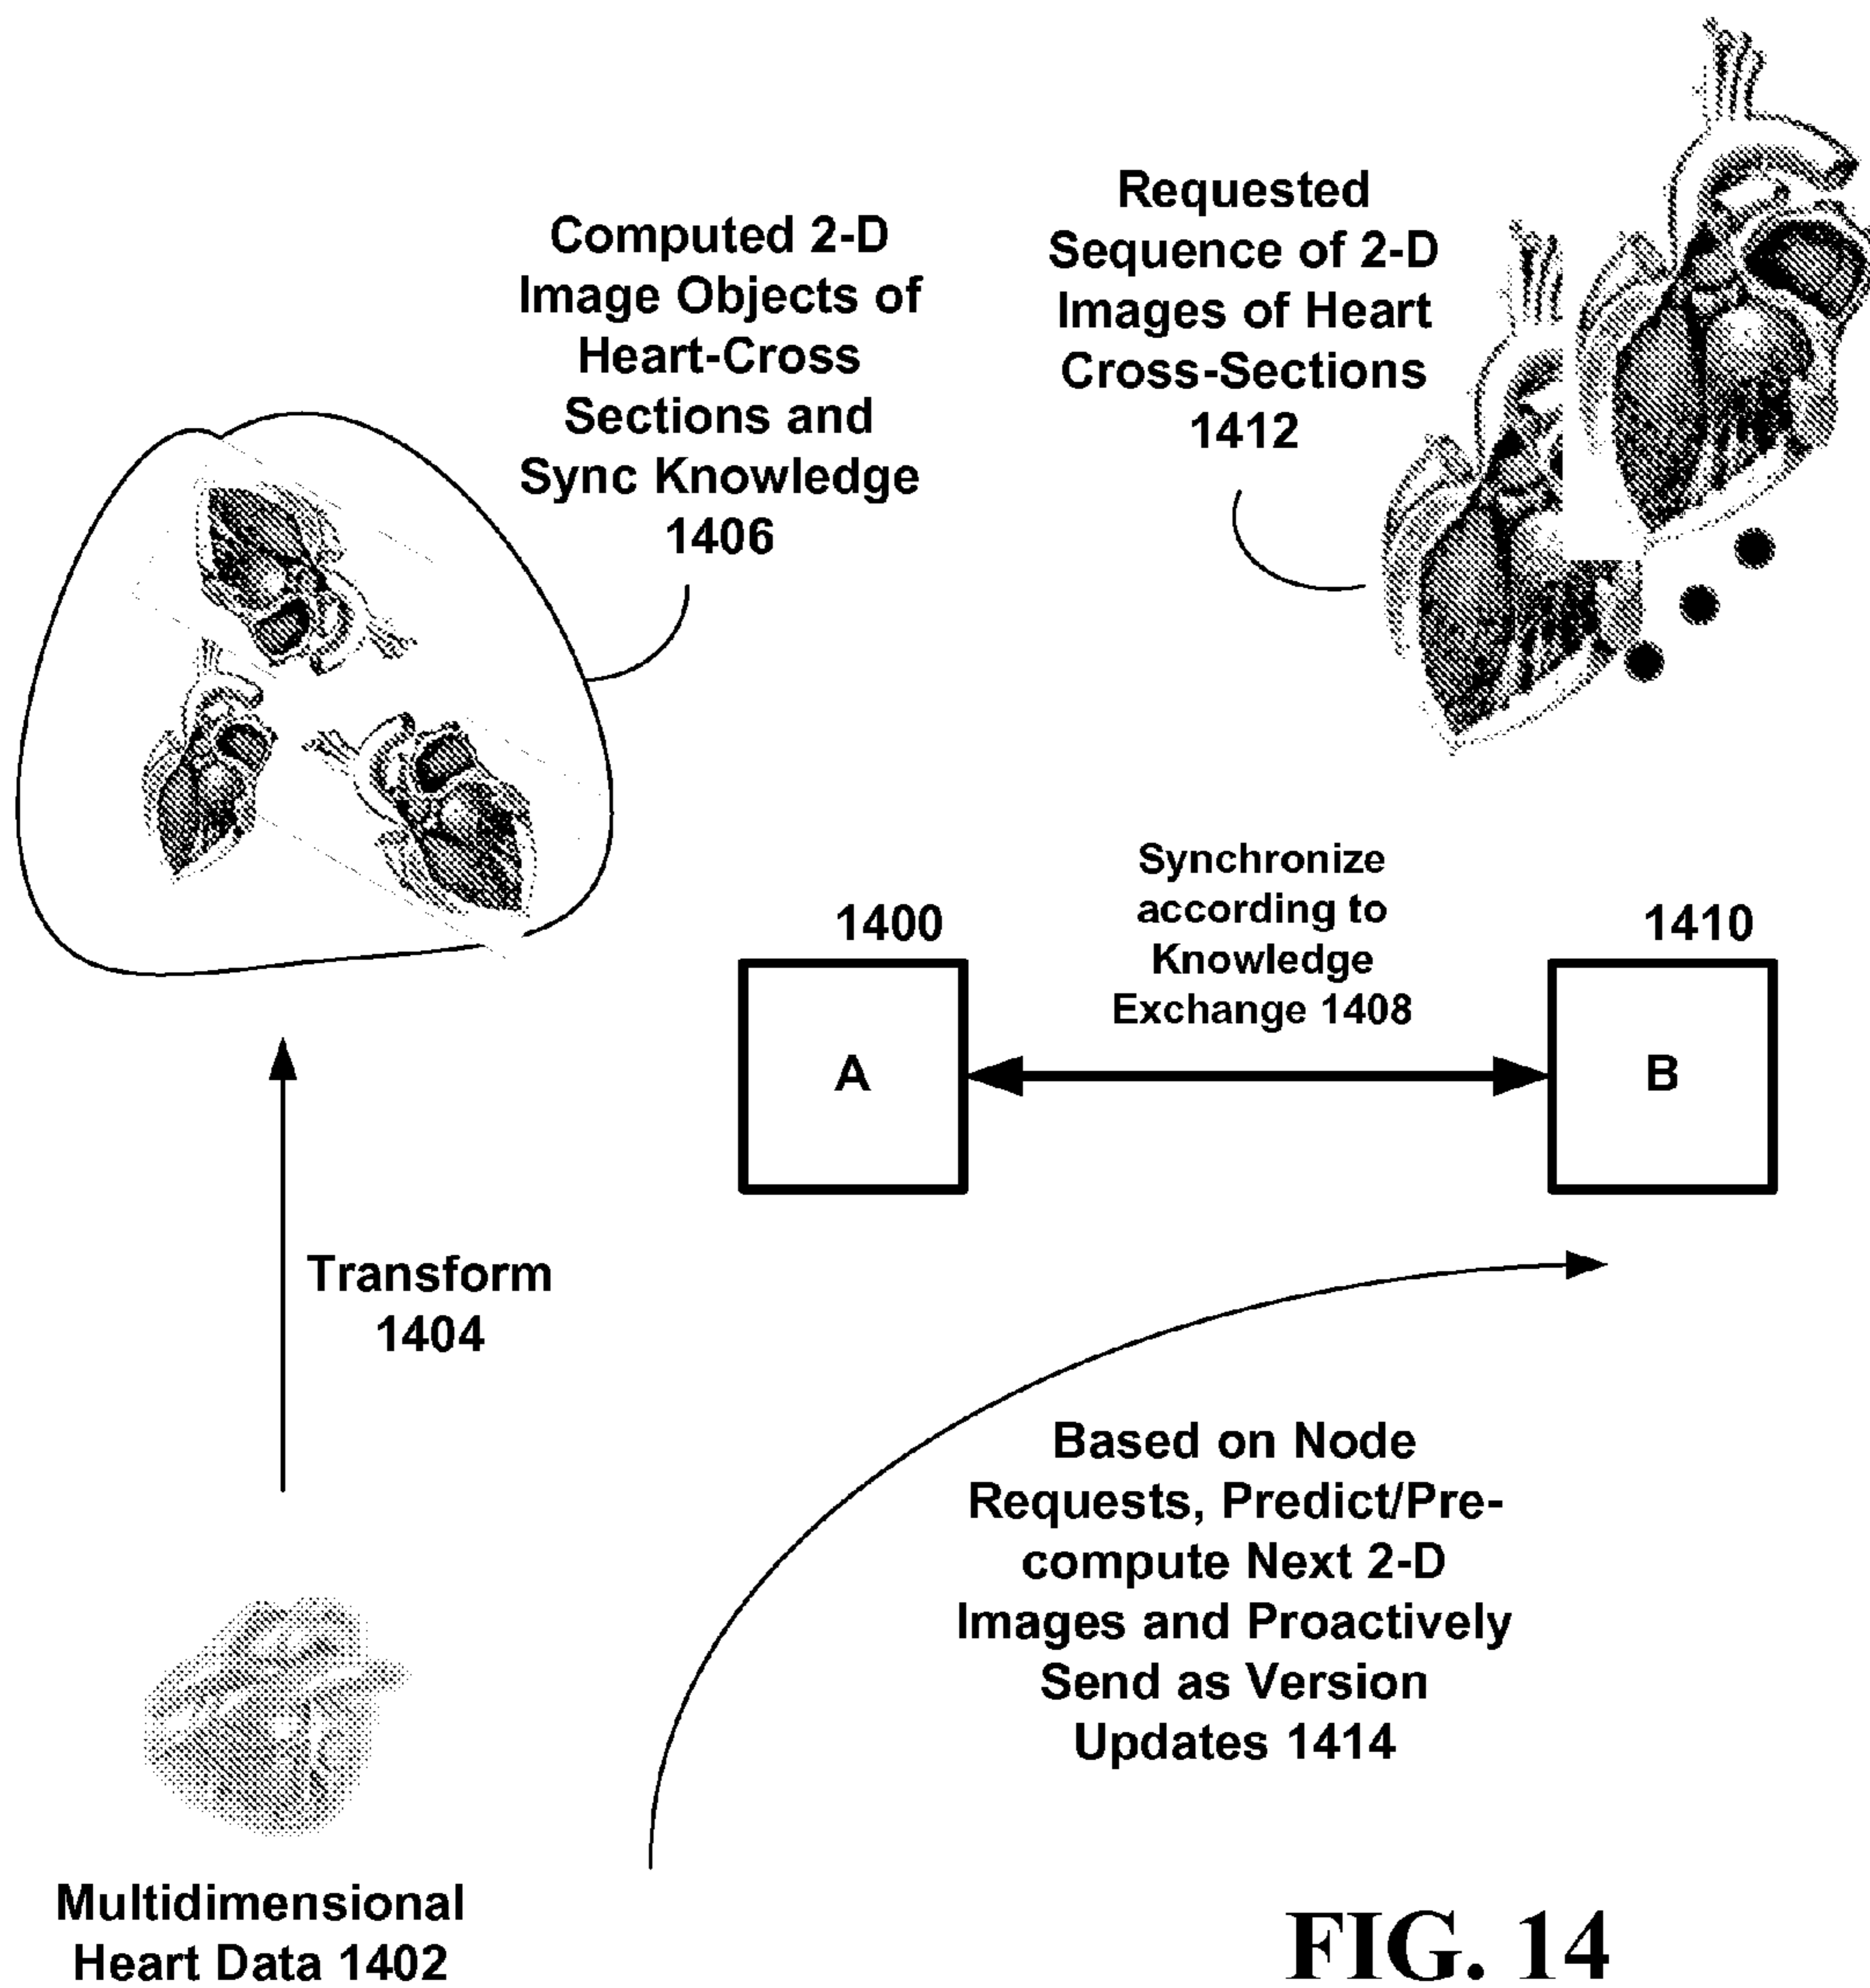 Computed 2-D
Image Objects of
Heart-Cross
Sections and
Sync Knowledge
1406
Requested
Sequence of 2-D
Images of Heart
Cross-Sections
1412
1400
A
Synchronize
according to
Knowledge
Exchange 1408
1410
B
Transform
1404
Based on Node
Requests, Predict/Pre-
compute Next 2-D
Images and Proactively
Send as Version
Updates 1414
Multidimensional
Heart Data 1402
FIG. 14